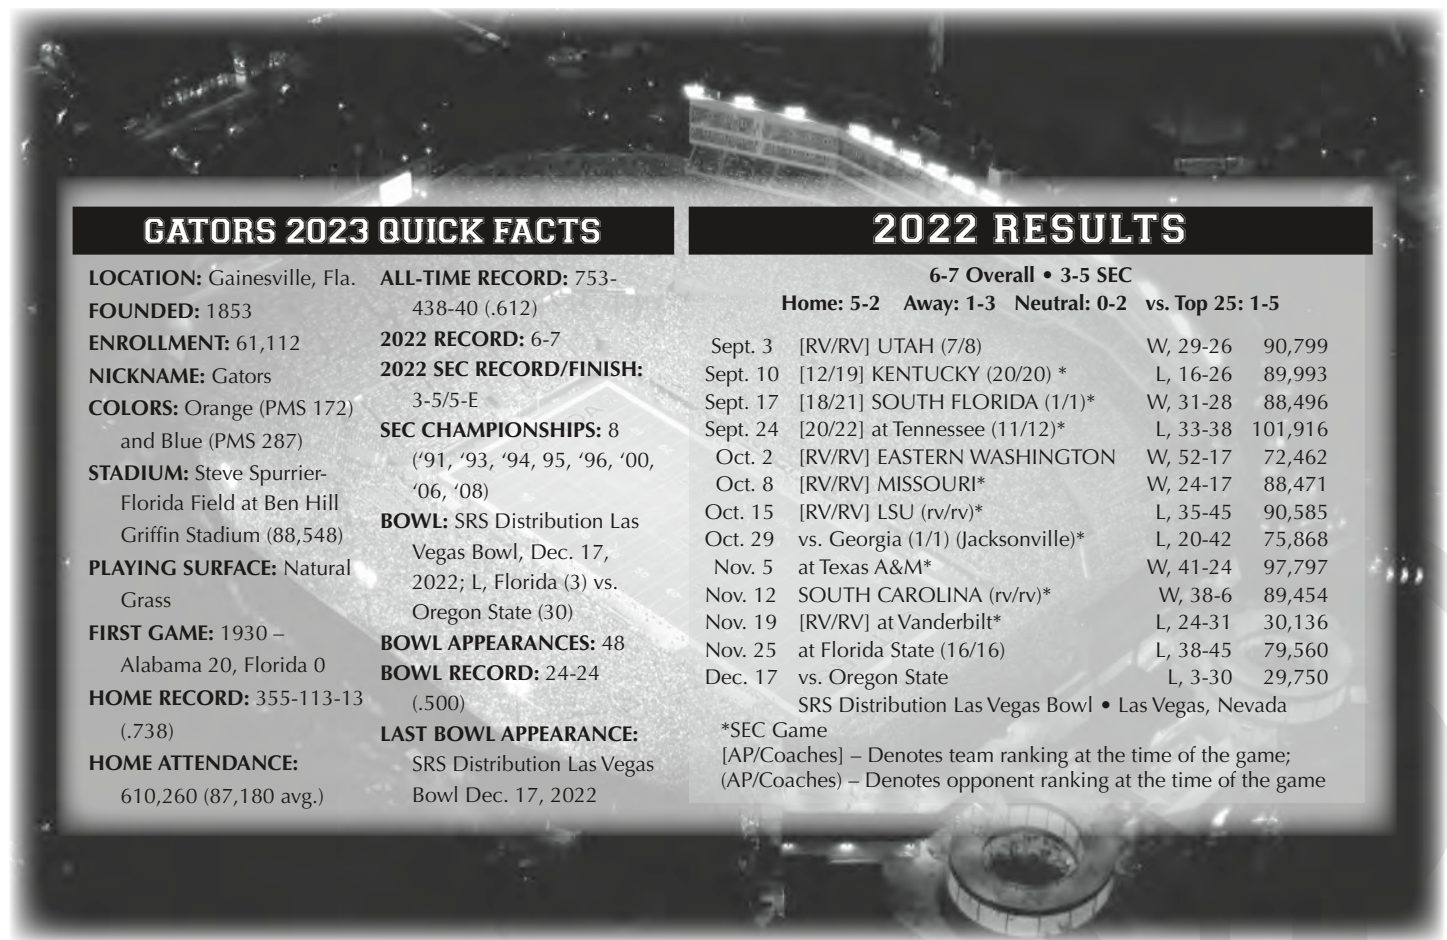 GATORS 2023 QUICK FACTS
LOCATION: Gainesville, Fla.
FOUNDED: 1853
ENROLLMENT: 61,112
NICKNAME: Gators
COLORS: Orange (PMS 172)
and Blue (PMS 287)
STADIUM: Steve Spurrier-
Florida Field at Ben Hill
Griffin Stadium (88,548)
PLAYING SURFACE: Natural
Grass
FIRST GAME: 1930 –
Alabama 20, Florida 0
HOME RECORD: 355-113-13
(.738)
HOME ATTENDANCE:
610,260 (87,180 avg.)
ALL-TIME RECORD: 753-
438-40 (.612)
2022 RECORD: 6-7
2022 SEC RECORD/FINISH:
3-5/5-E
SEC CHAMPIONSHIPS: 8
(‘91, ‘93, ‘94, 95, ‘96, ‘00,
‘06, ‘08)
BOWL: SRS Distribution Las
Vegas Bowl, Dec. 17,
2022; L, Florida (3) vs.
Oregon State (30)
BOWL APPEARANCES: 48
BOWL RECORD: 24-24
(.500)
LAST BOWL APPEARANCE:
SRS Distribution Las Vegas
Bowl Dec. 17, 2022
2022 RESULTS
6-7 Overall • 3-5 SEC
Home: 5-2 Away: 1-3 Neutral: 0-2 vs. Top 25: 1-5
Sept. 3 [RV/RV] UTAH (7/8) W, 29-26 90,799
Sept. 10 [12/19] KENTUCKY (20/20) * L, 16-26 89,993
Sept. 17 [18/21] SOUTH FLORIDA (1/1)* W, 31-28 88,496
Sept. 24 [20/22] at Tennessee (11/12)* L, 33-38 101,916
Oct. 2 [RV/RV] EASTERN WASHINGTON W, 52-17 72,462
Oct. 8 [RV/RV] MISSOURI* W, 24-17 88,471
Oct. 15 [RV/RV] LSU (rv/rv)* L, 35-45 90,585
Oct. 29 vs. Georgia (1/1) (Jacksonville)* L, 20-42 75,868
Nov. 5 at Texas A&M* W, 41-24 97,797
Nov. 12 SOUTH CAROLINA (rv/rv)* W, 38-6 89,454
Nov. 19 [RV/RV] at Vanderbilt* L, 24-31 30,136
Nov. 25 at Florida State (16/16) L, 38-45 79,560
Dec. 17 vs. Oregon State L, 3-30 29,750
SRS Distribution Las Vegas Bowl • Las Vegas, Nevada
*SEC Game
[AP/Coaches] – Denotes team ranking at the time of the game;
(AP/Coaches) – Denotes opponent ranking at the time of the game